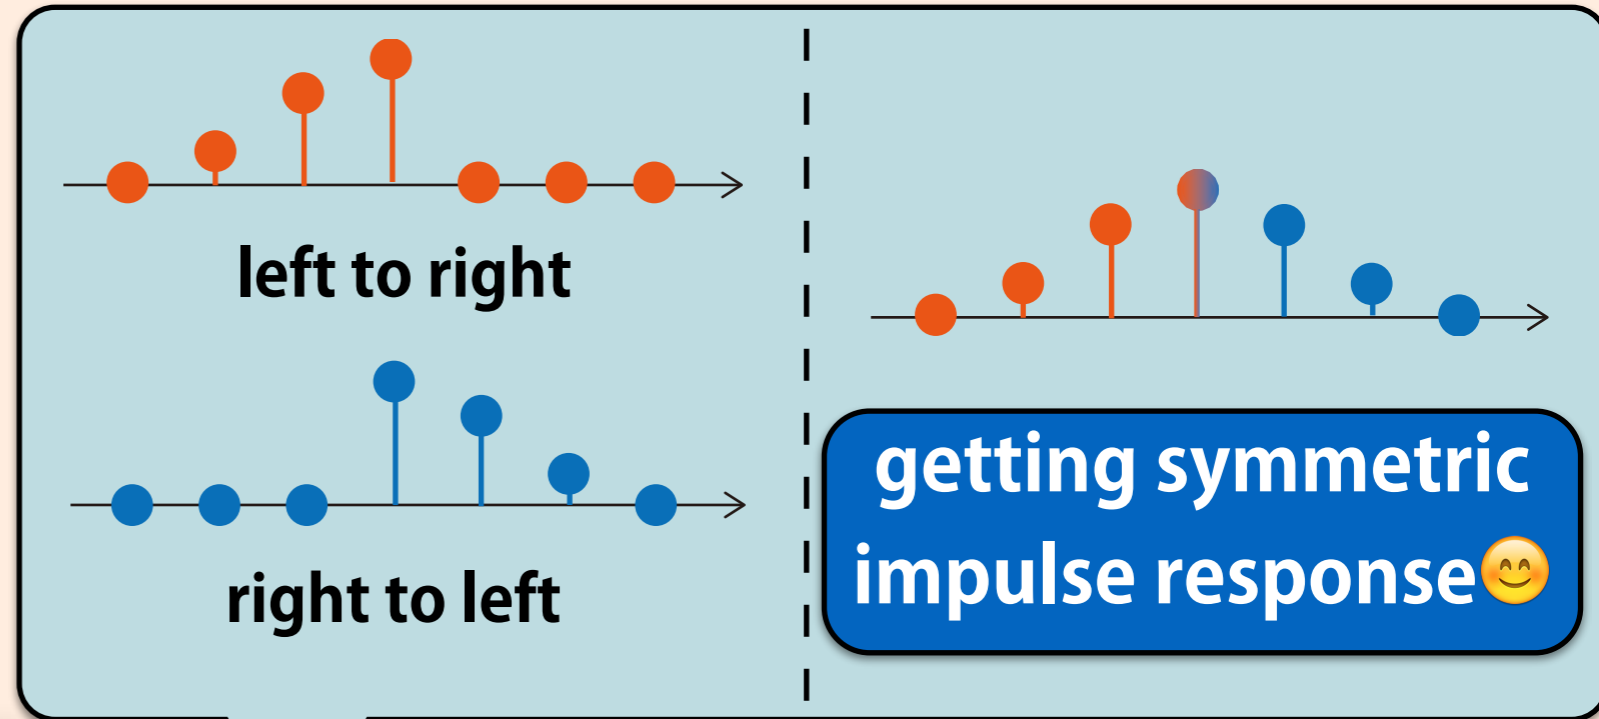 left to right
right to left
getting symmetric
impulse response😊